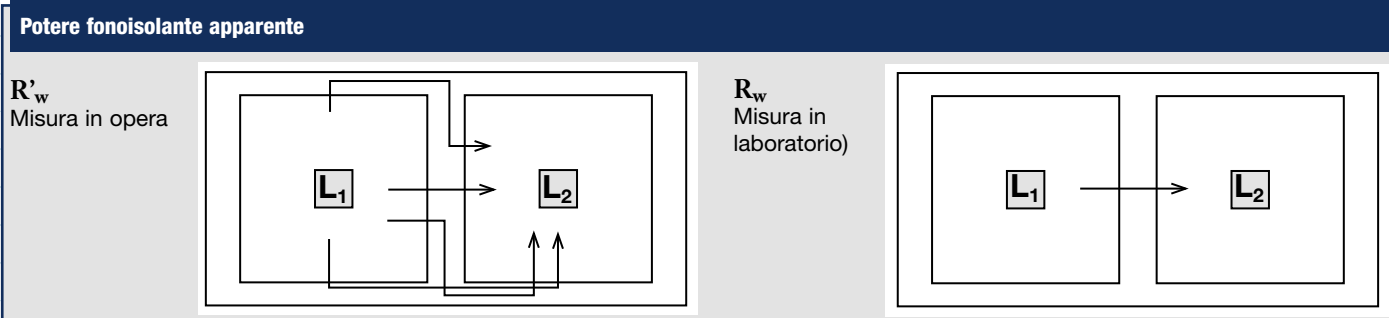 Potere fonoisolante apparente
R’w
Misura in opera
L1
L2
Rw
Misura in
laboratorio)
L1
L2